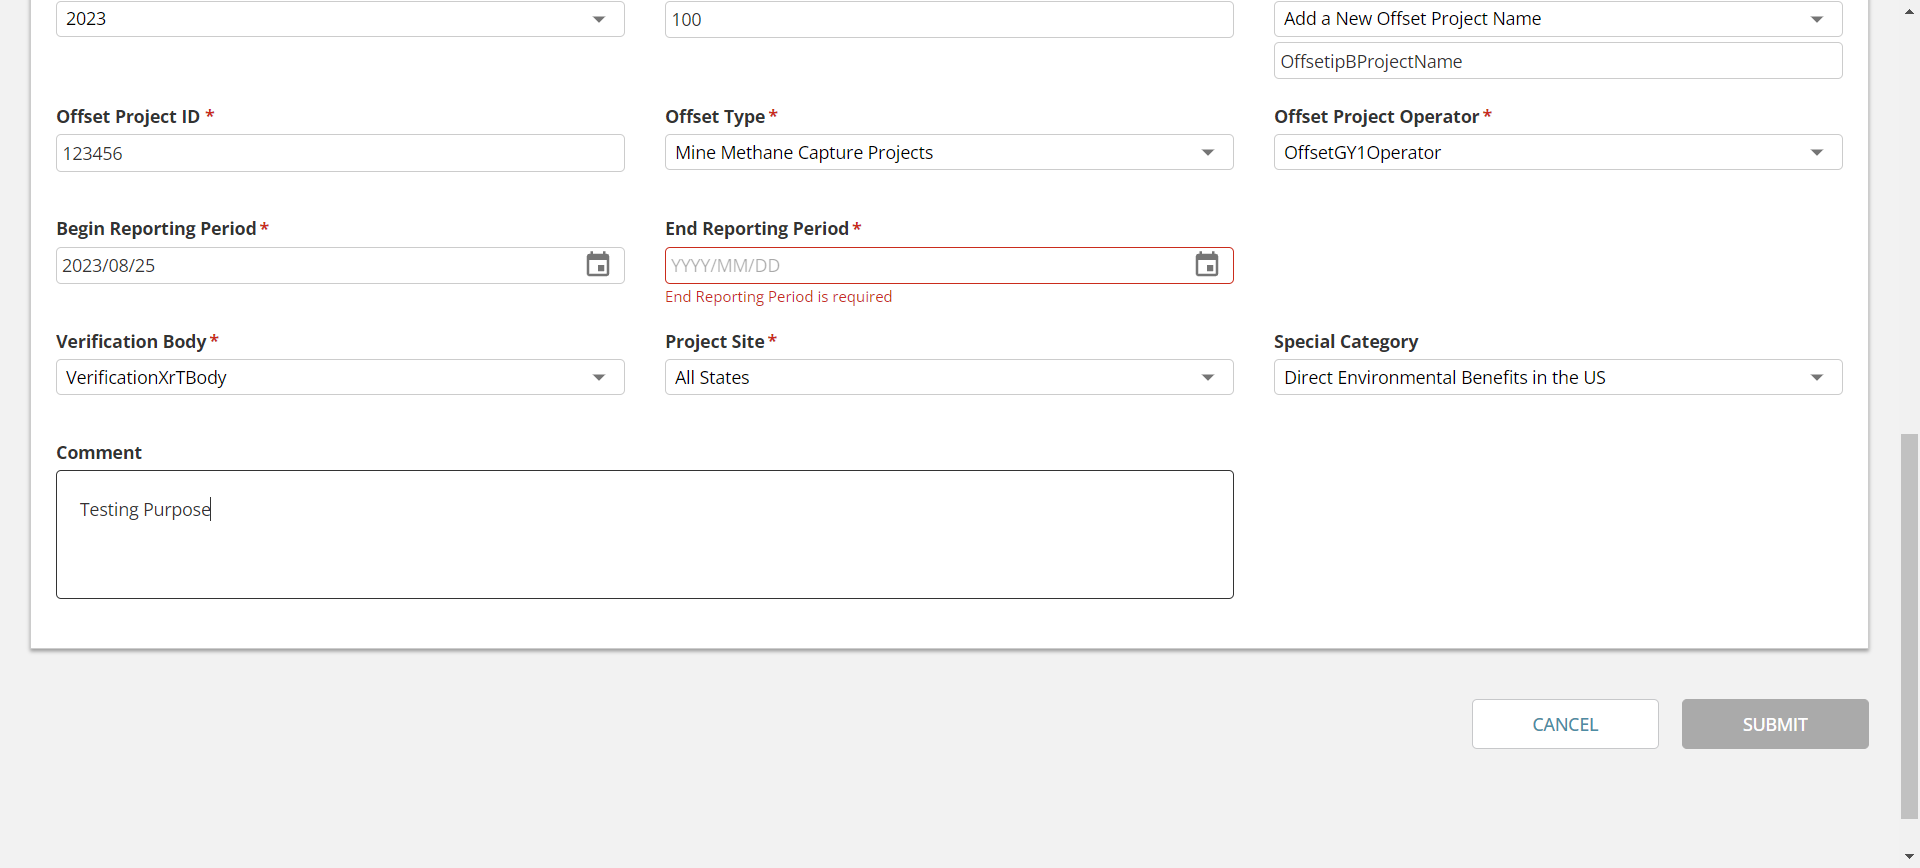 2023
100
Add a New Offset Project Name
OffsetipBProjectName
Offset Project ID *
Offset Type *
Offset Project Operator *
123456
Mine Methane Capture Projects
OffsetGY1Operator
Begin Reporting Period *
End Reporting Period *
2023/08/25
YYYY/MM/DD
End Reporting Period is required
Verification Body *
Project Site *
Special Category
VerificationXrTBody
All States
Direct Environmental Benefits in the US
Comment
Testing Purpose
CANCEL
SUBMIT